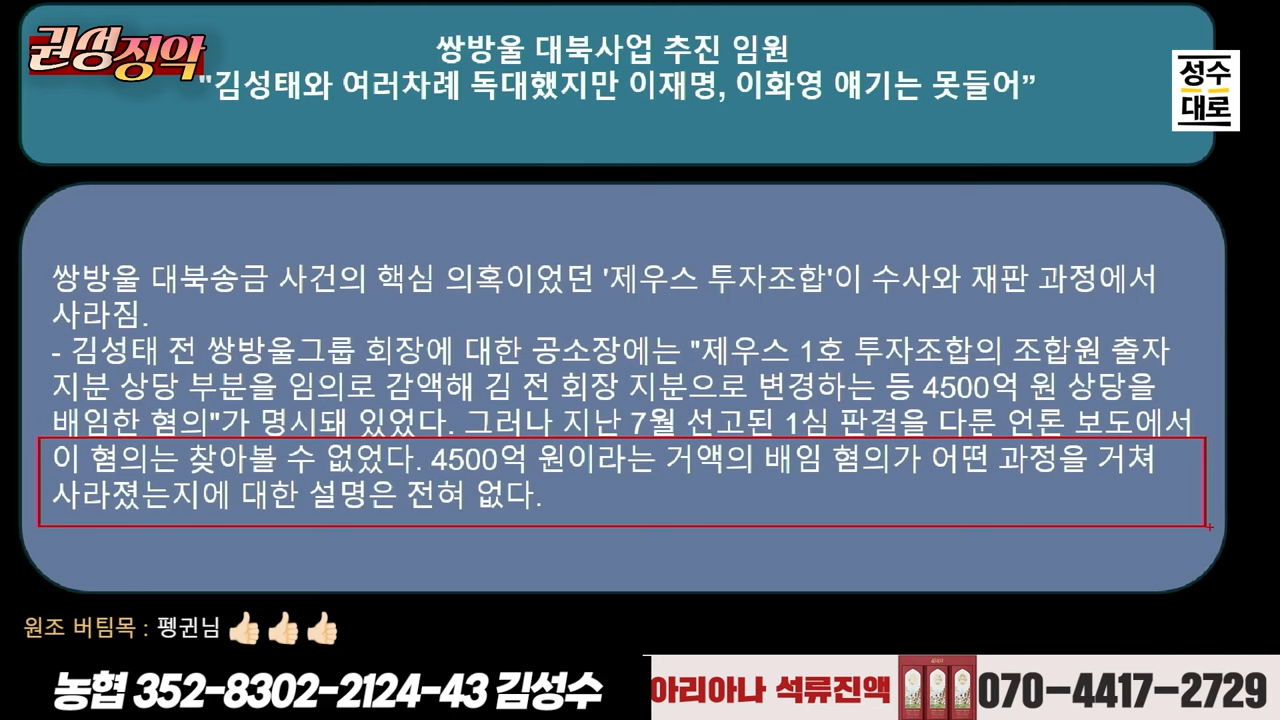 권성징악
쌍방울 대북사업 추진 임원
"김성태와 여러차례 독대했지만 이재명, 이화영 얘기는 못들어”
성수
대로
쌍방울 대북송금 사건의 핵심 의혹이었던 '제우스 투자조합'이 수사와 재판 과정에서
사라짐.
- 김성태 전 쌍방울그룹 회장에 대한 공소장에는 "제우스 1호 투자조합의 조합원 출자
지분 상당 부분을 임의로 감액해 김 전 회장 지분으로 변경하는 등 4500억 원 상당을
배임한 혐의"가 명시돼 있었다. 그러나 지난 7월 선고된 1심 판결을 다룬 언론 보도에서
이 혐의는 찾아볼 수 없었다. 4500억 원이라는 거액의 배임 혐의가 어떤 과정을 거쳐
사라졌는지에 대한 설명은 전혀 없다.
원조 버팀목 : 펭귄님 👍🏻👍🏻👍🏻
농협 352-8302-2124-43 김성수
아리아나 석류진액 070-4417-2729